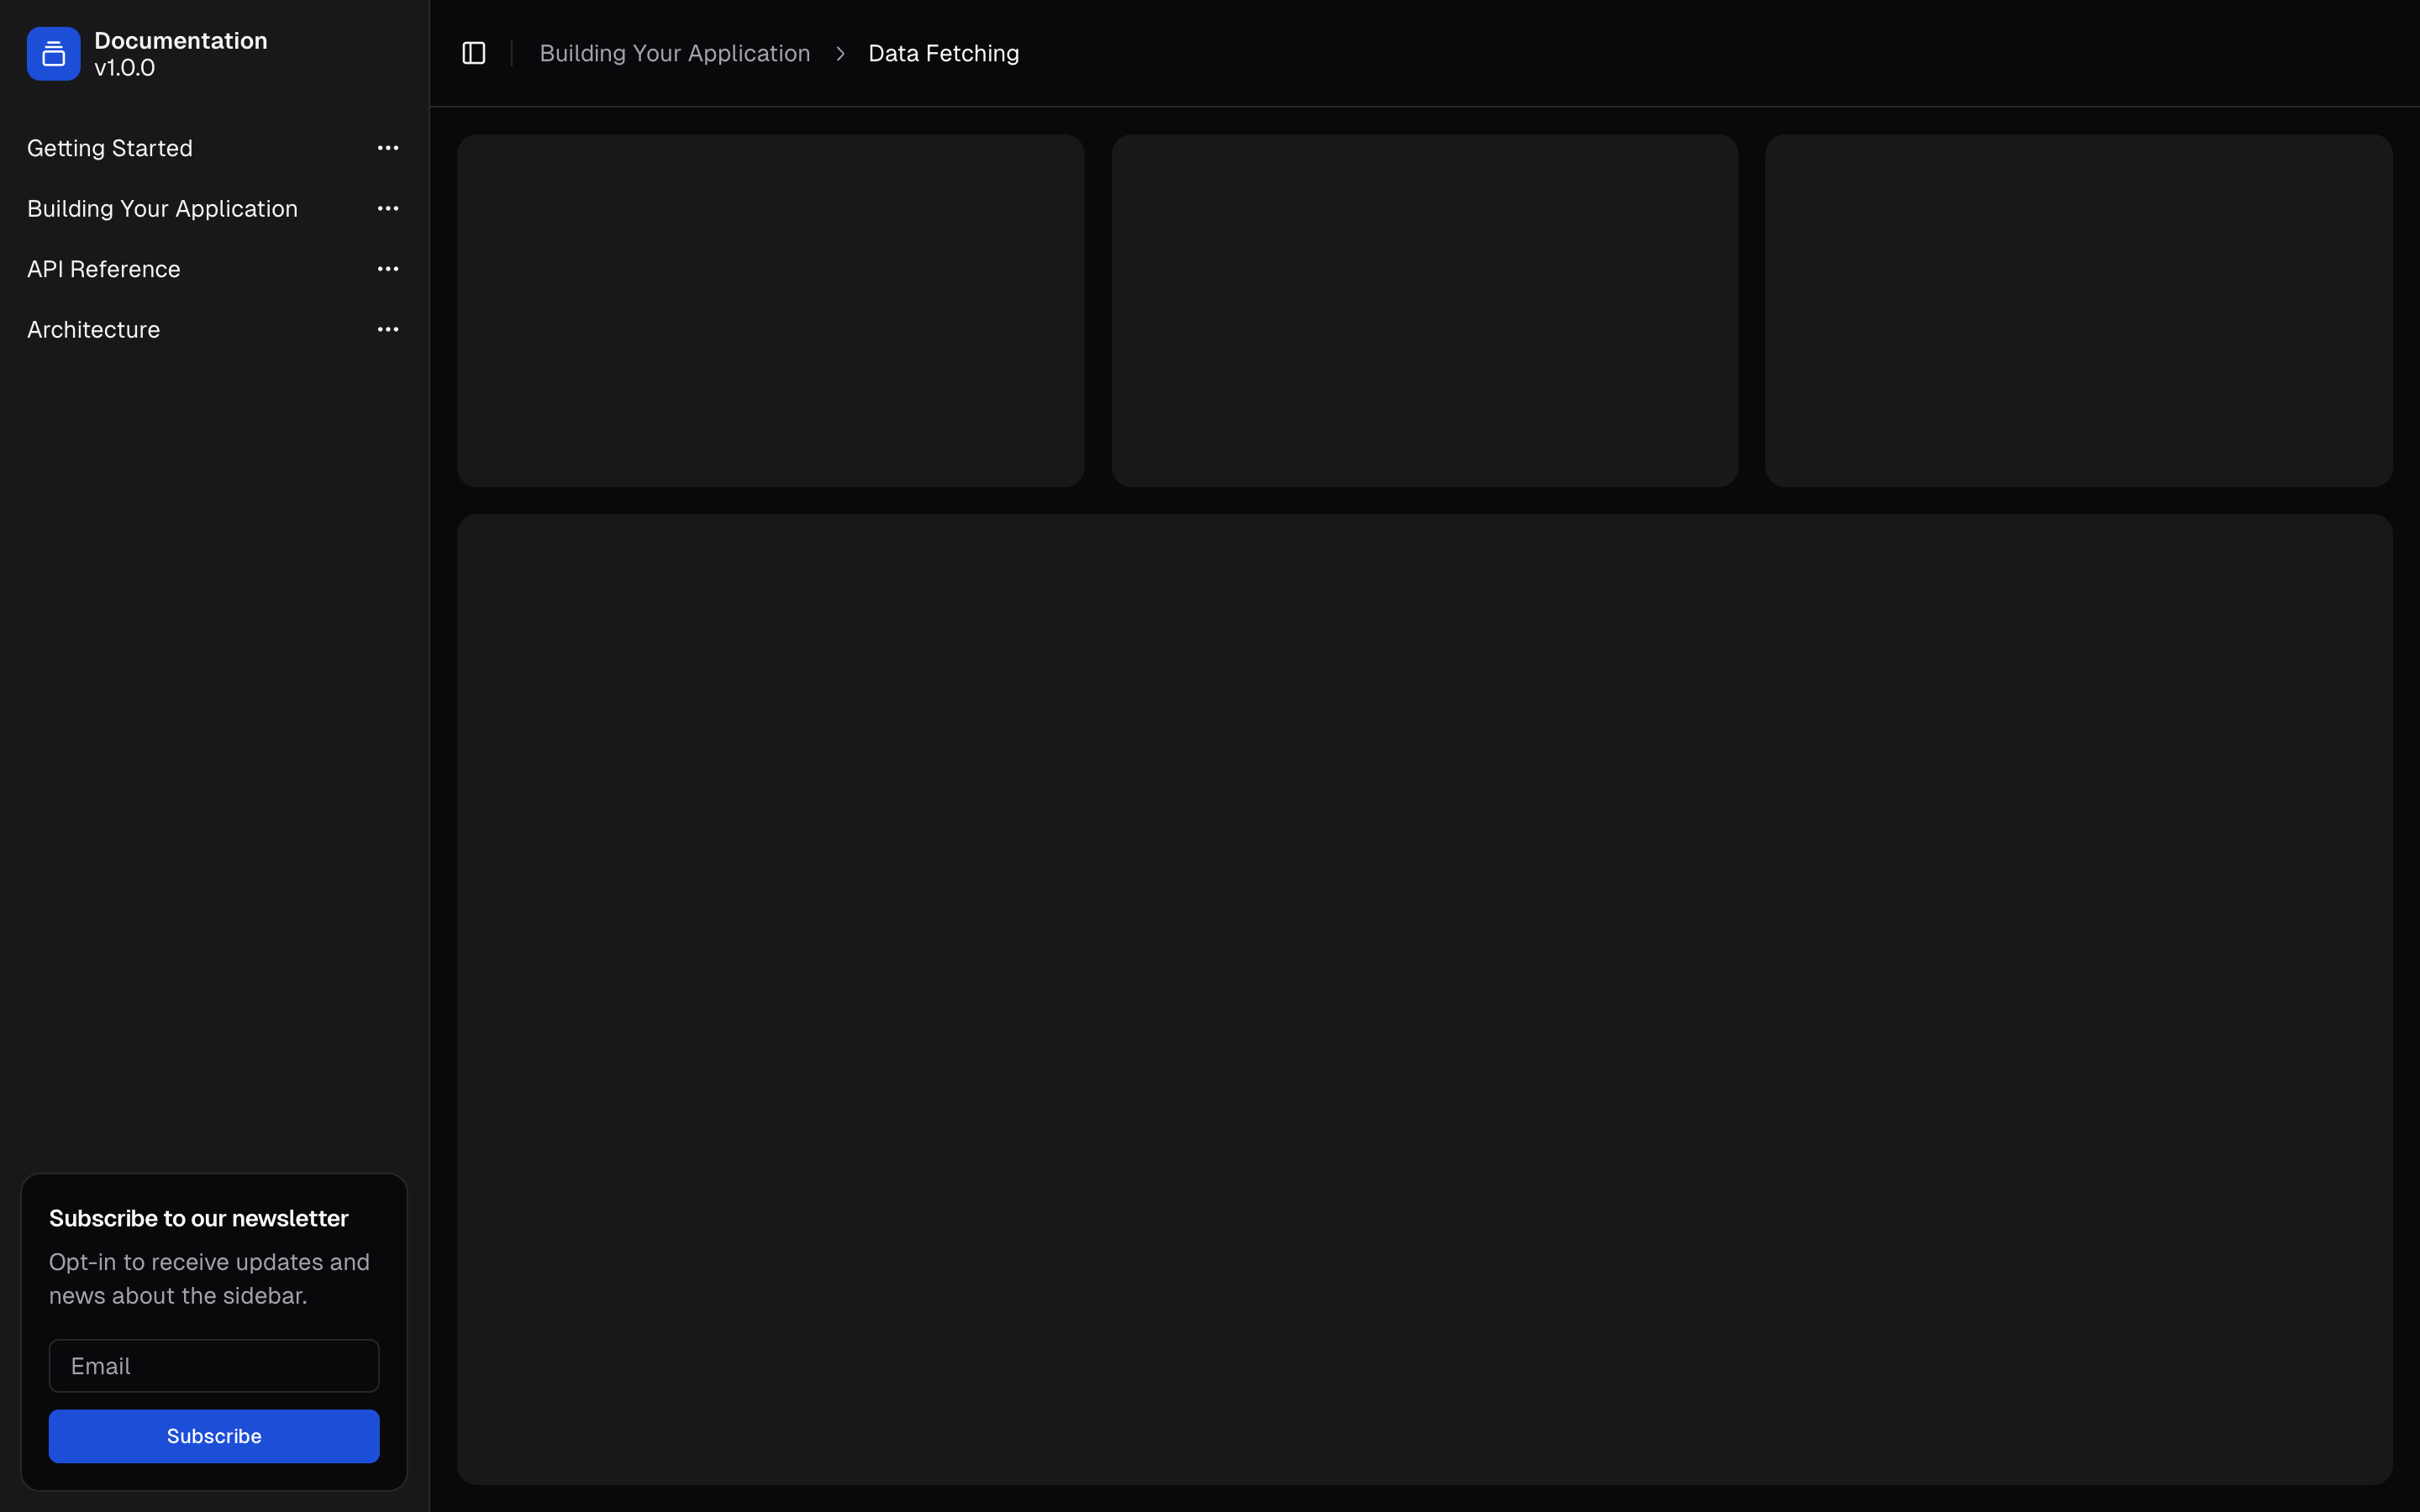 Documentation
v1.0.0
Getting Started
Building Your Application
API Reference
Architecture
Subscribe to our newsletter
Opt-in to receive updates and
news about the sidebar.
Email
Subscribe
Building Your Application
Data Fetching